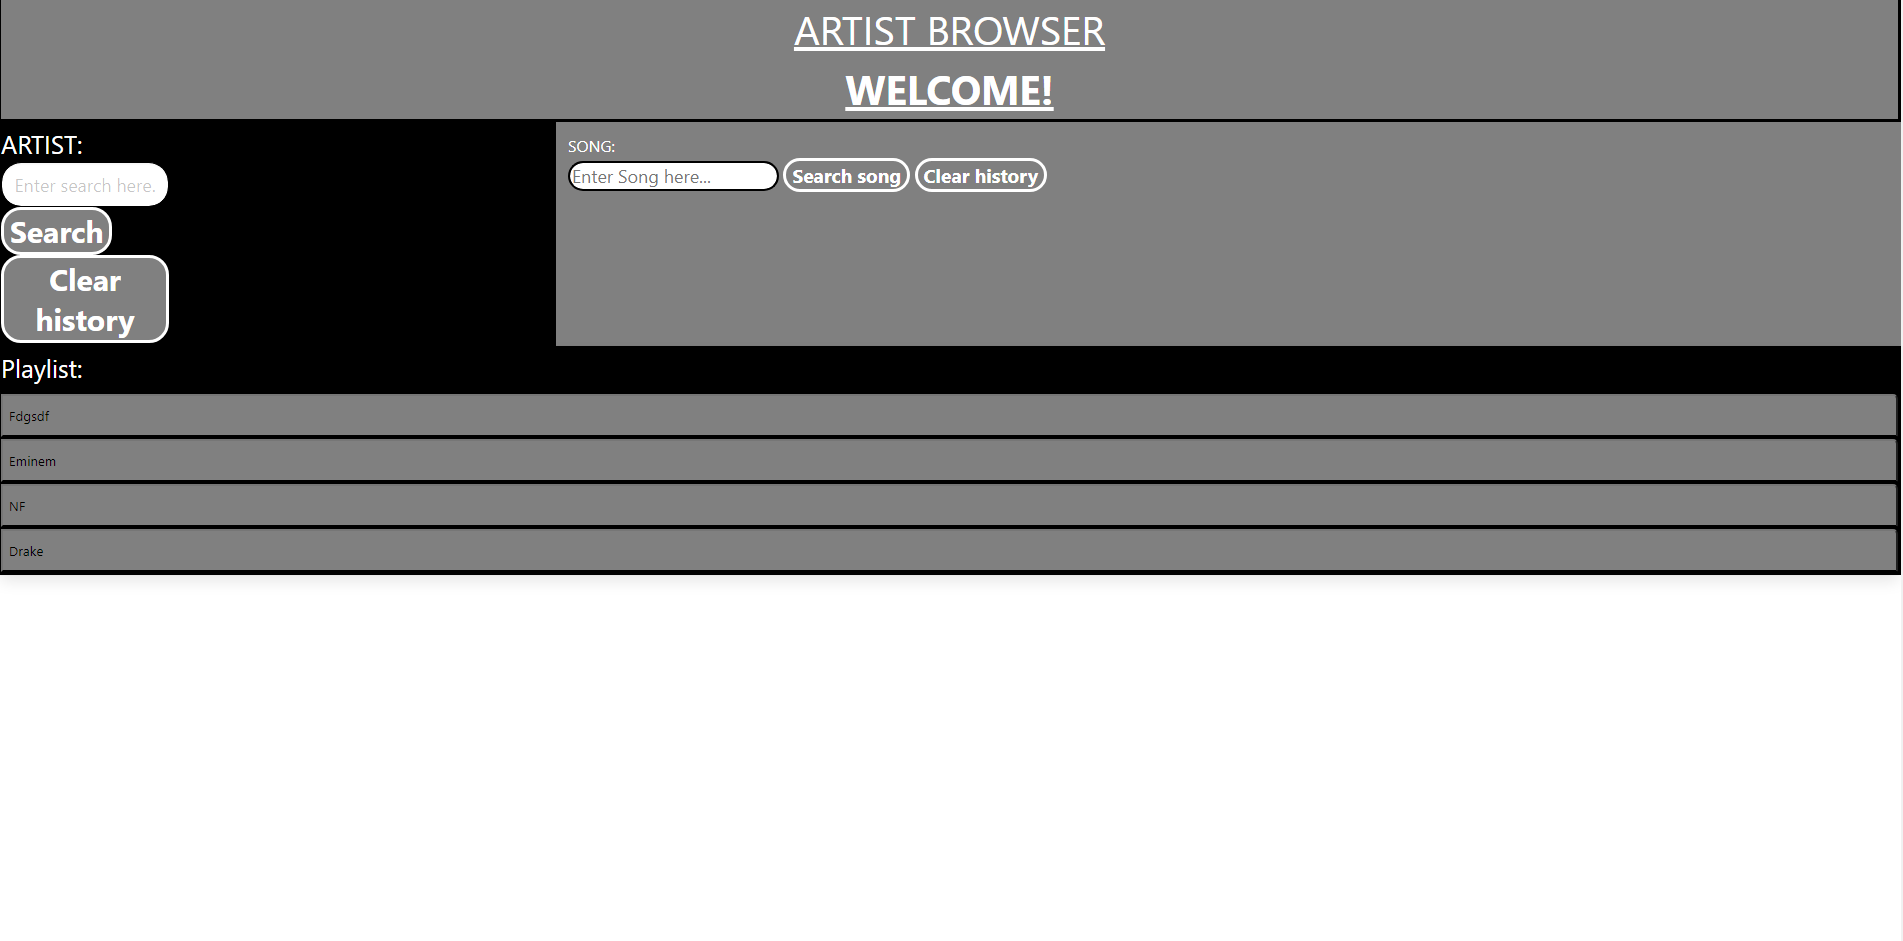 ARTIST BROWSER
WELCOME!
ARTIST:
Enter search here.
Search
Clear
history
SONG:
Enter Song here...
Search song
Clear history
Playlist:
Fdgsdf
Eminem
NF
Drake